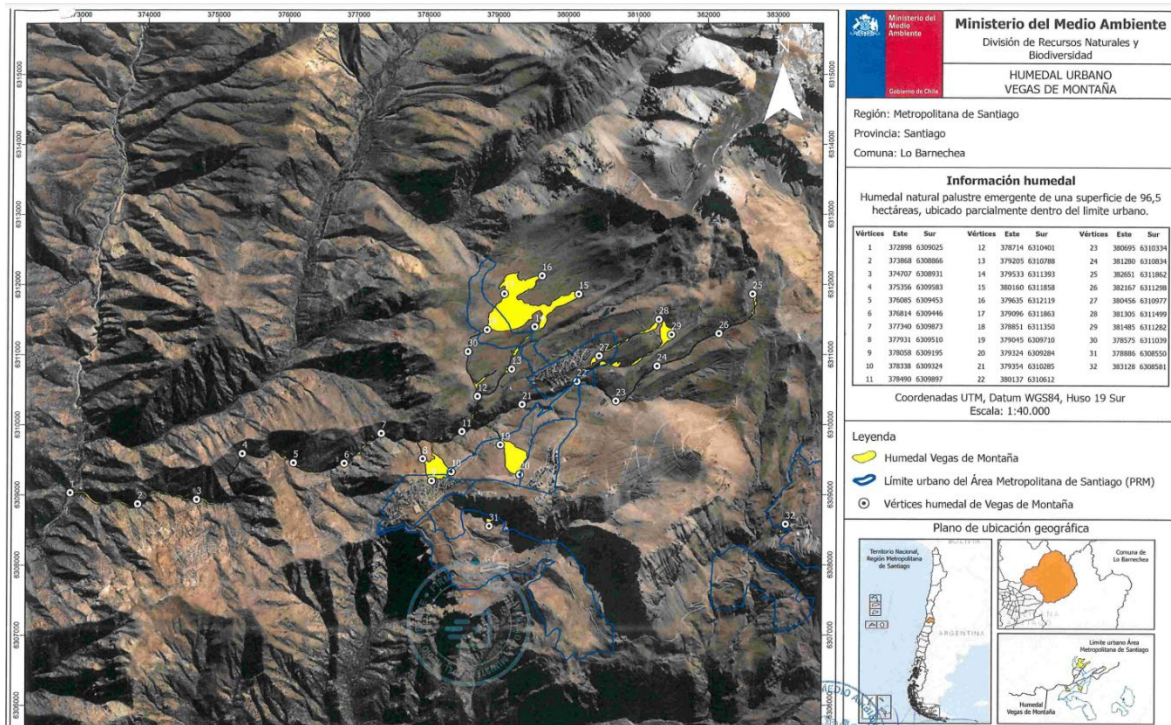 373000 374000 375000 376000 377000 378000 379000 380000 381000 382000 383000
6315000
6314000
6313000
6312000
6311000
6310000
6309000
6308000
6307000
6306000
Ministerio del
Medio
Ambiente
Gobierno de Chile
Ministerio del Medio Ambiente
División de Recursos Naturales y
Biodiversidad
HUMEDAL URBANO
VEGAS DE MONTAÑA
Región: Metropolitana de Santiago
Provincia: Santiago
Comuna: Lo Barnechea
Información humedal
Humedal natural palustre emergente de una superficie de 96,5
hectáreas, ubicado parcialmente dentro del limite urbano.
Vértices Este Sur Vértices Este Sur Vértices Este Sur
1 372898 6309025 12 378714 6310401 23 380695 6310334
2 373868 6308866 13 379205 6310788 24 381280 6310834
3 374707 6308931 14 379533 6311393 25 382651 6311862
4 375356 6309583 15 380160 6311858 26 382167 6311298
5 376085 6309453 16 379635 6312119 27 380456 6310977
6 376814 6309446 17 379096 6311863 28 381305 6311499
7 377340 6309873 18 378851 6311350 29 381485 6311282
8 377931 6309510 19 379045 6309710 30 378575 6311039
9 378058 6309195 20 379324 6309284 31 378886 6308550
10 378338 6309324 21 379354 6310285 32 383128 6308581
11 378490 6309897 22 380137 6310612
Coordenadas UTM, Datum WGS84, Huso 19 Sur
Escala: 1:40.000
Leyenda
Humedal Vegas de Montaña
Límite urbano del Área Metropolitana de Santiago (PRM)
Vértices humedal de Vegas de Montaña
Plano de ubicación geográfica
Territorio Nacional,
Región Metropolitana
de Santiago
BOLIVIA
ARGENTINA
Comuna de
Lo Barnechea
Limite urbano Área
Metropolitana de Santiago
Humedal
Vegas de Montaña
16
25
15
28
29
26
30
27
13
24
22
12
23
21
11
7
19
4
8
5
6
10
20
1
2
3
31
32